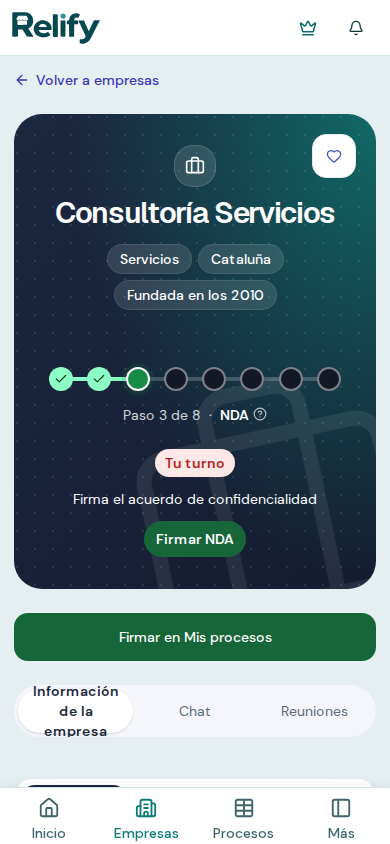 Relify
Volver a empresas
Consultoría Servicios
Servicios
Cataluña
Fundada en los 2010
Paso 3 de 8 · NDA
Tu turno
Firma el acuerdo de confidencialidad
Firmar NDA
Firmar en Mis procesos
Información
de la
empresa
Chat
Reuniones
Inicio
Empresas
Procesos
Más